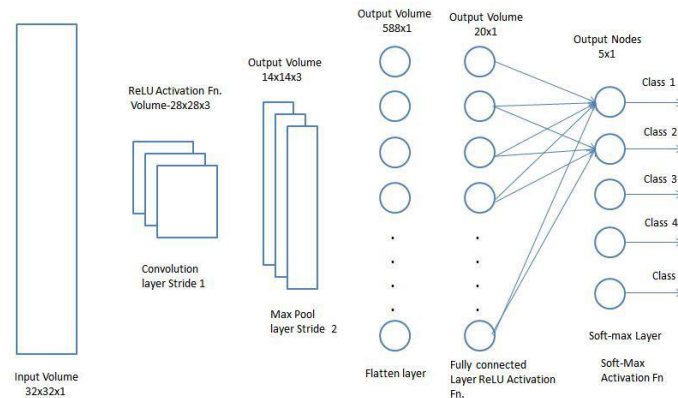 Output Volume
588x1
Output Volume
20x1
Output Nodes
5x1
Output Volume
14x14x3
ReLU Activation Fn.
Volume-28x28x3
Class 1
Class 2
Class 3
Class 4
Class
Convolution
layer Stride 1
Max Pool
layer Stride 2
Soft-max Layer
Flatten layer
Fully connected
Layer ReLU Activation
Fn.
Soft-Max
Activation Fn
Input Volume
32x32x1